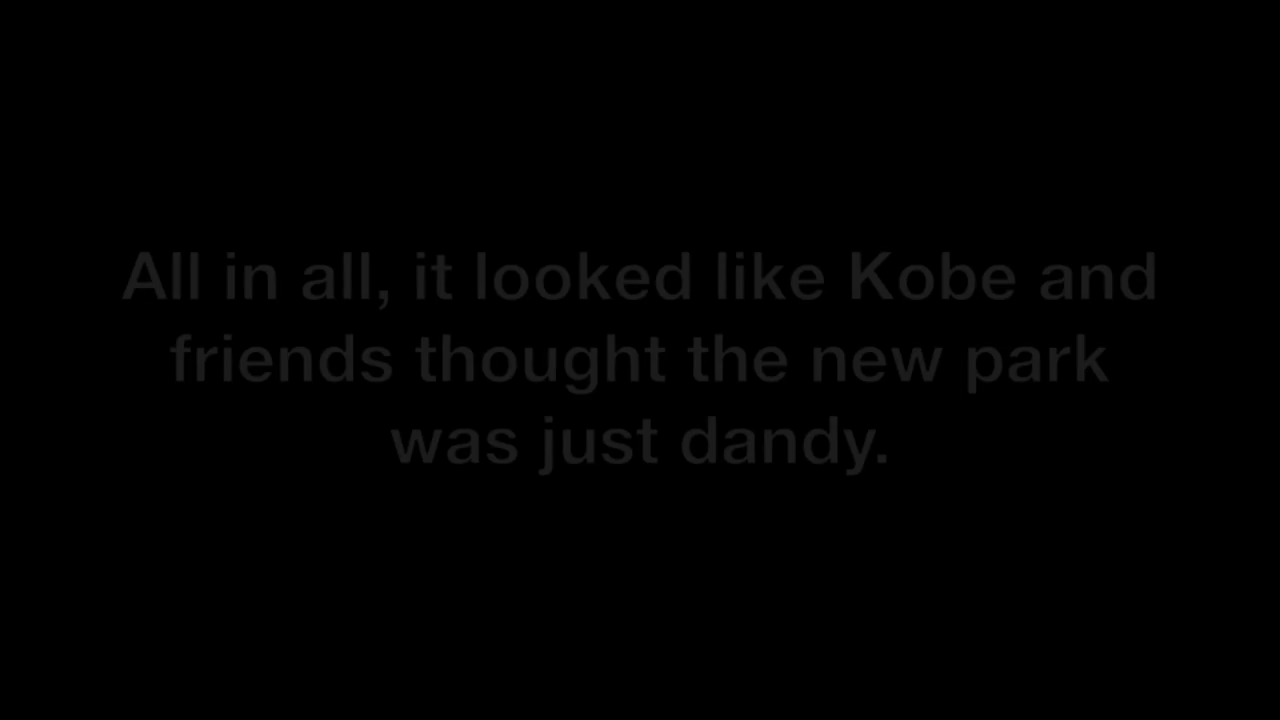 All in all, it looked like Kobe and
friends thought the new park
was just dandy.